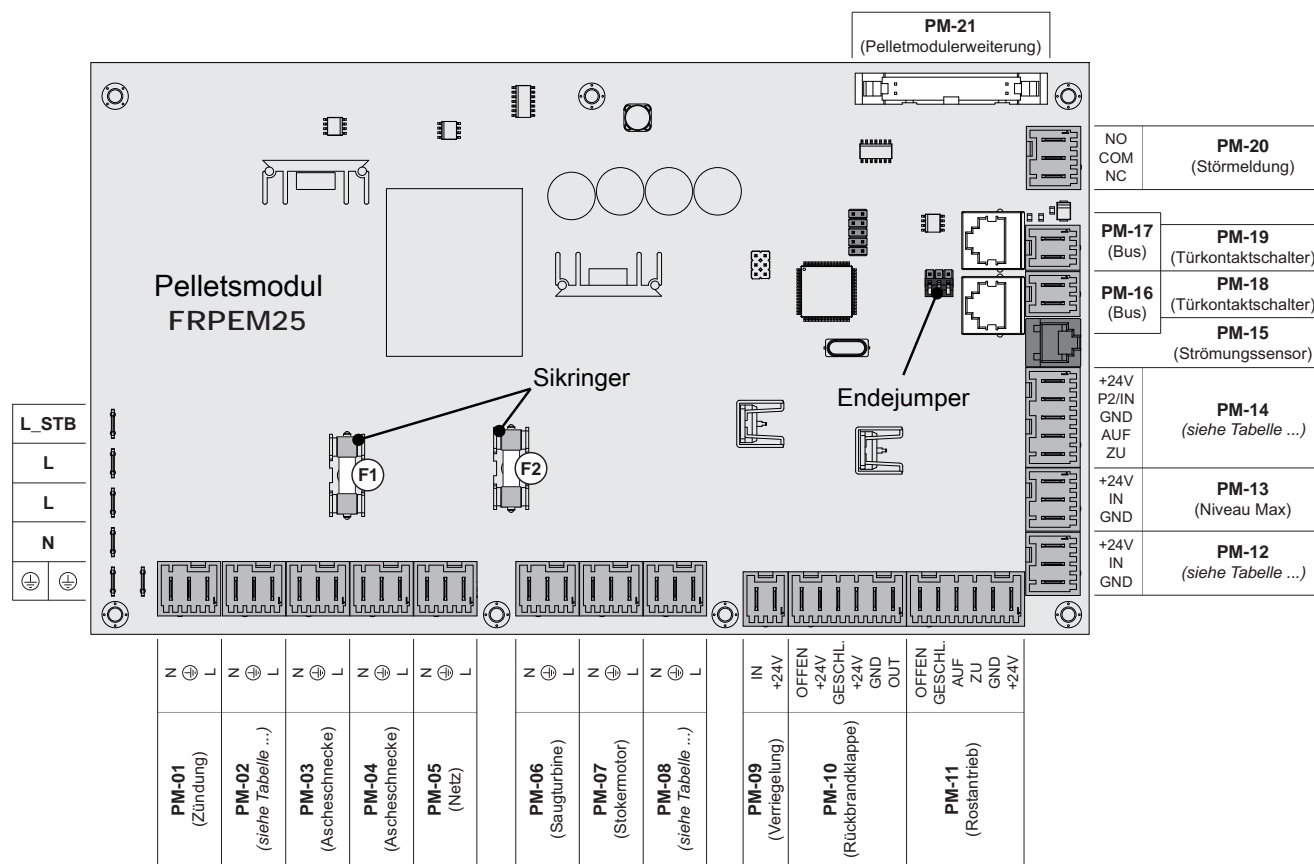 PM-21
(Pelletmodulerweiterung)
NO
COM
NC
PM-20
(Störmeldung)
PM-17
(Bus)
PM-19
(Türkontaktschalter)
PM-16
(Bus)
PM-18
(Türkontaktschalter)
PM-15
(Strömungssensor)
Pelletsmodul
FRPEM25
Sikringer
Endejumper
F1
F2
+24V
P2/IN
GND
AUF
ZU
PM-14
(siehe Tabelle ...)
+24V
IN
GND
PM-13
(Niveau Max)
+24V
IN
GND
PM-12
(siehe Tabelle ...)
L_STB
L
L
N
N L
N L
N L
N L
N L
N L
N L
N L
IN
+24V
OFFEN
+24V
GESCHL.
+24V
GND
OUT
OFFEN
GESCHL.
AUF
ZU
GND
+24V
PM-01
(Zündung)
PM-02
(siehe Tabelle ...)
PM-03
(Ascheschnecke)
PM-04
(Ascheschnecke)
PM-05
(Netz)
PM-06
(Saugturbine)
PM-07
(Stokermotor)
PM-08
(siehe Tabelle ...)
PM-09
(Verriegelung)
PM-10
(Rückbrandklappe)
PM-11
(Rostantrieb)